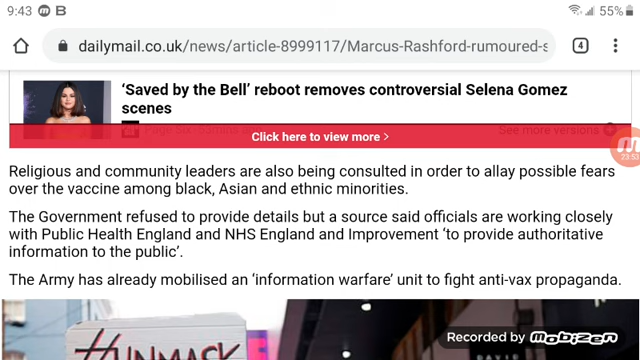 9:43 B 55%
dailymail.co.uk/news/article-8999117/Marcus-Rashford-rumoured-s
4
'Saved by the Bell' reboot removes controversial Selena Gomez
scenes
Click here to view more >
See more versions
23:53
Religious and community leaders are also being consulted in order to allay possible fears
over the vaccine among black, Asian and ethnic minorities.
The Government refused to provide details but a source said officials are working closely
with Public Health England and NHS England and Improvement 'to provide authoritative
information to the public'.
The Army has already mobilised an 'information warfare' unit to fight anti-vax propaganda.
#UNMASK
Recorded by mobizen